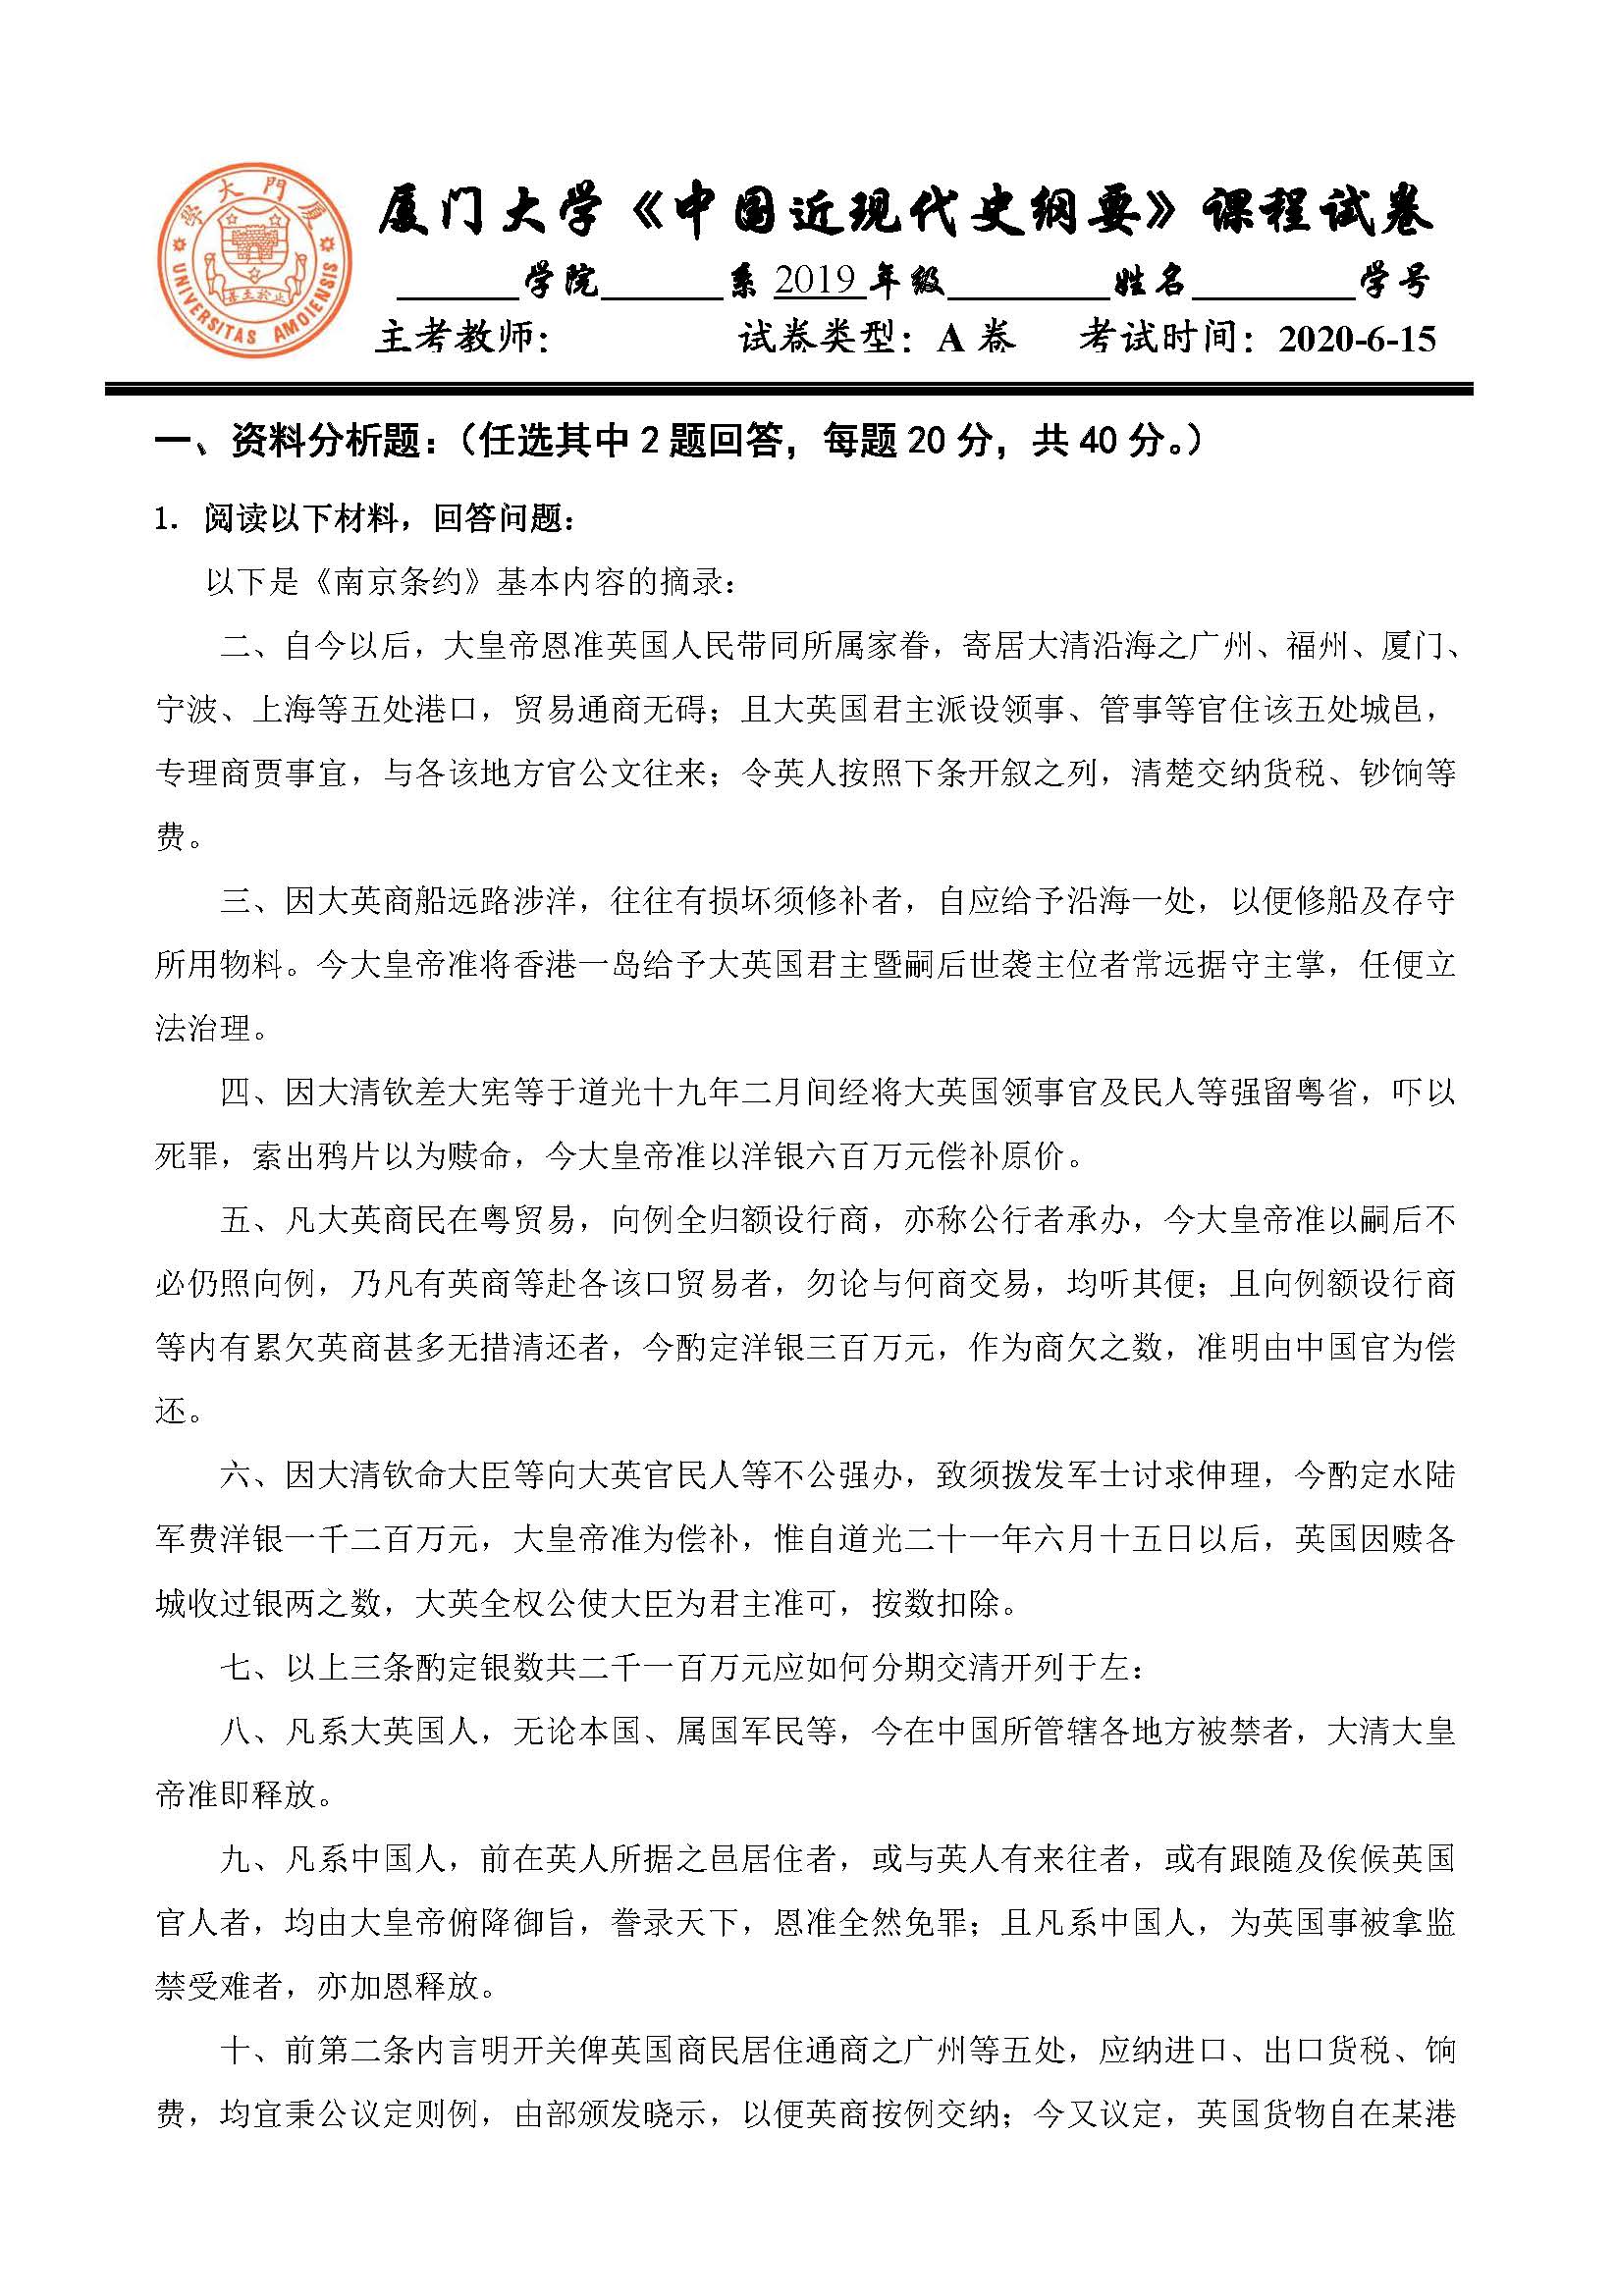 厦门大学《中国近现代史纲要》课程试卷
______学院______系 2019 年级________姓名________学号
主考教师： 试卷类型：A 卷 考试时间：2020-6-15
廈門大學
止於至善
UNIVERSITAS AMOIENSIS
一、资料分析题：（任选其中 2 题回答，每题 20 分，共 40 分。）
1. 阅读以下材料，回答问题：
以下是《南京条约》基本内容的摘录：
二、自今以后，大皇帝恩准英国人民带同所属家眷，寄居大清沿海之广州、福州、厦门、
宁波、上海等五处港口，贸易通商无碍；且大英国君主派设领事、管事等官住该五处城邑，
专理商贾事宜，与各该地方官公文往来；令英人按照下条开叙之列，清楚交纳货税、钞饷等
费。
三、因大英商船远路涉洋，往往有损坏须修补者，自应给予沿海一处，以便修船及存守
所用物料。今大皇帝准将香港一岛给予大英国君主暨嗣后世袭主位者常远据守主掌，任便立
法治理。
四、因大清钦差大宪等于道光十九年二月间经将大英国领事官及民人等强留粤省，吓以
死罪，索出鸦片以为赎命，今大皇帝准以洋银六百万元偿补原价。
五、凡大英商民在粤贸易，向例全归额设行商，亦称公行者承办，今大皇帝准以嗣后不
必仍照向例，乃凡有英商等赴各该口贸易者，勿论与何商交易，均听其便；且向例额设行商
等内有累欠英商甚多无措清还者，今酌定洋银三百万元，作为商欠之数，准明由中国官为偿
还。
六、因大清钦命大臣等向大英官民人等不公强办，致须拨发军士讨求伸理，今酌定水陆
军费洋银一千二百万元，大皇帝准为偿补，惟自道光二十一年六月十五日以后，英国因赎各
城收过银两之数，大英全权公使大臣为君主准可，按数扣除。
七、以上三条酌定银数共二千一百万元应如何分期交清开列于左：
八、凡系大英国人，无论本国、属国军民等，今在中国所管辖各地方被禁者，大清大皇
帝准即释放。
九、凡系中国人，前在英人所据之邑居住者，或与英人有来往者，或有跟随及俟候英国
官人者，均由大皇帝俯降御旨，誊录天下，恩准全然免罪；且凡系中国人，为英国事被拿监
禁受难者，亦加恩释放。
十、前第二条内言明开关俾英国商民居住通商之广州等五处，应纳进口、出口货税、饷
费，均宜秉公议定则例，由部颁发晓示，以便英商按例交纳；今又议定，英国货物自在某港